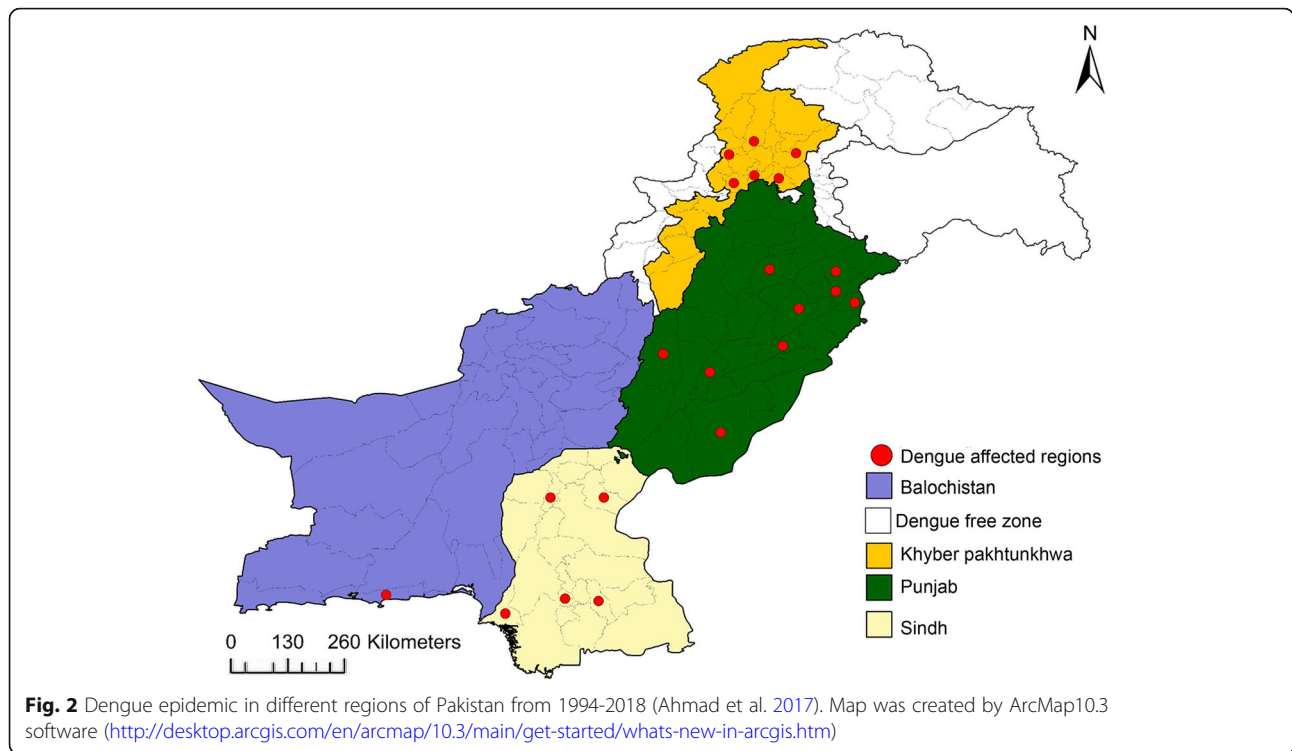 N
Dengue affected regions
Balochistan
Dengue free zone
Khyber pakhtunkhwa
Punjab
Sindh
0 130 260 Kilometers
Fig. 2 Dengue epidemic in different regions of Pakistan from 1994-2018 (Ahmad et al. 2017). Map was created by ArcMap10.3
software (http://desktop.arcgis.com/en/arcmap/10.3/main/get-started/whats-new-in-arcgis.htm)